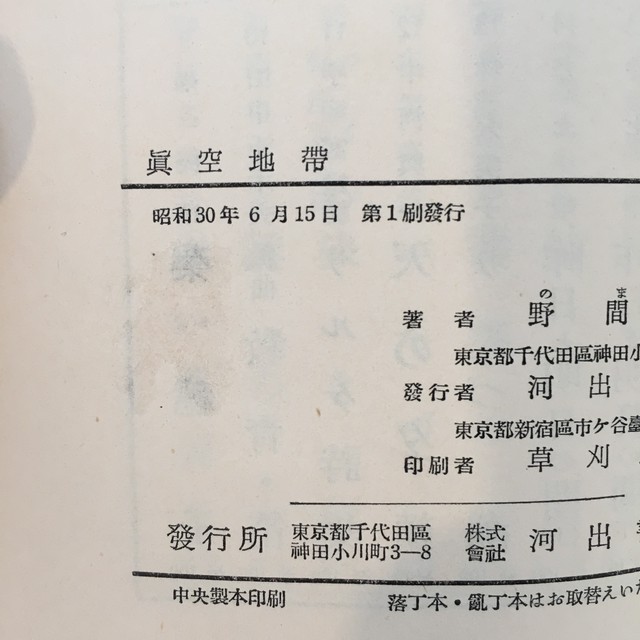 眞空地帶
昭和30年6月15日 第1刷發行
のま
著者 野間
東京都千代田區神田小
發行者 河出
東京都新宿區市ケ谷臺
印刷者 草刈
發行所 東京都千代田區神田小川町3—8 株式會社 河出
中央製本印刷 落丁本・亂丁本はお取替えいた